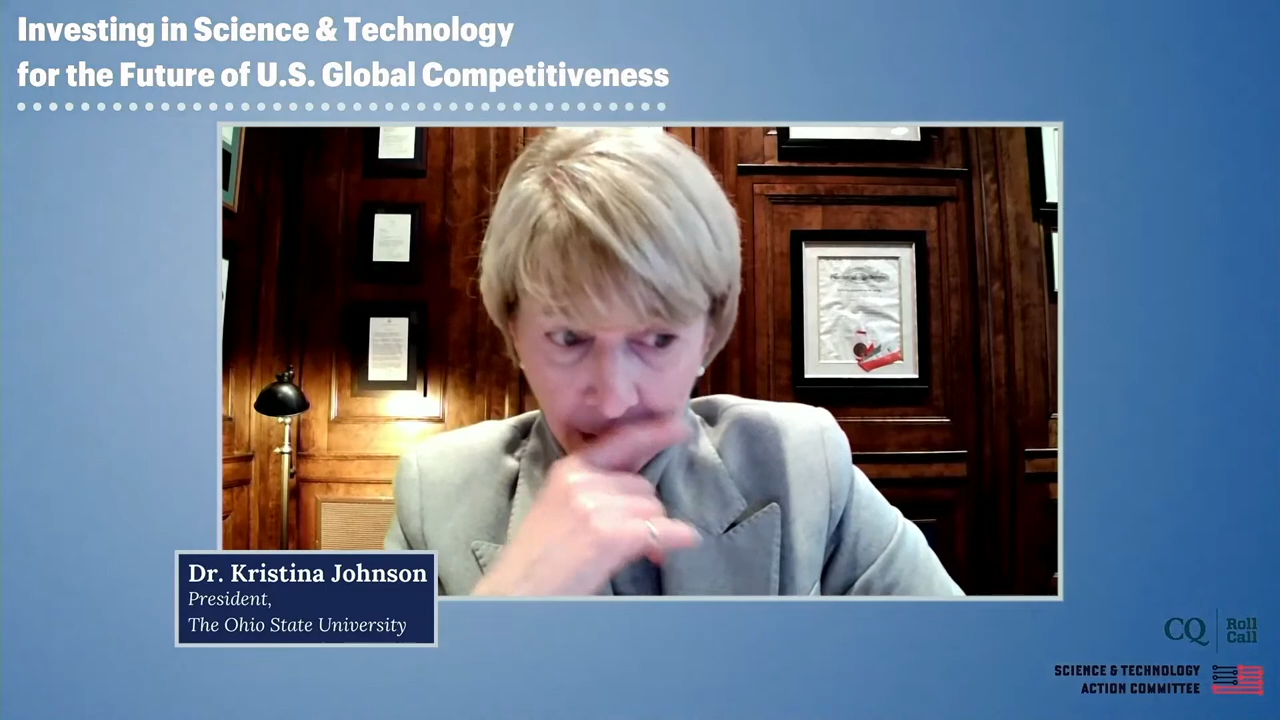 Investing in Science & Technology
for the Future of U.S. Global Competitiveness
Dr. Kristina Johnson
President,
The Ohio State University
CQ
Roll
Call
SCIENCE & TECHNOLOGY
ACTION COMMITTEE